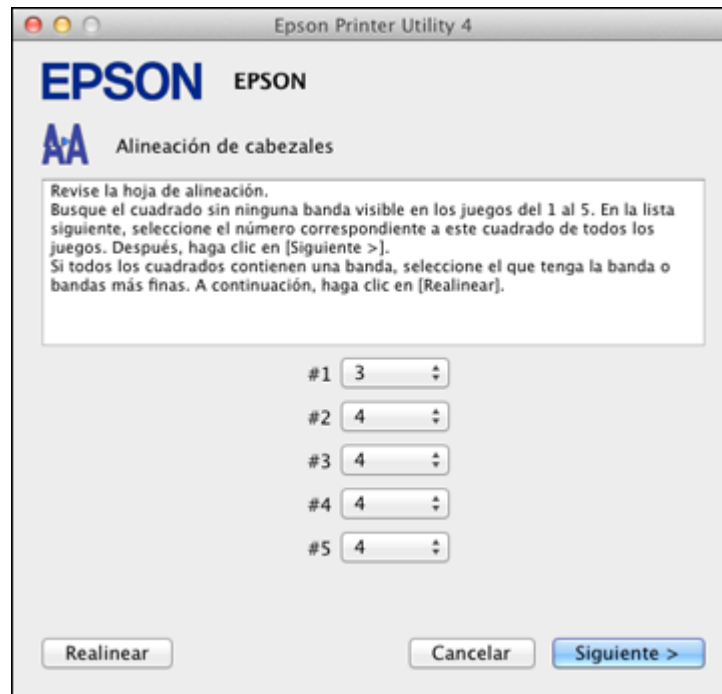 Epson Printer Utility 4
EPSON EPSON
Alineación de cabezales
Revise la hoja de alineación.
Busque el cuadrado sin ninguna banda visible en los juegos del 1 al 5. En la lista
siguiente, seleccione el número correspondiente a este cuadrado de todos los
juegos. Después, haga clic en [Siguiente >].
Si todos los cuadrados contienen una banda, seleccione el que tenga la banda o
bandas más finas. A continuación, haga clic en [Realinear].
#1 3
#2 4
#3 4
#4 4
#5 4
Realinear Cancelar Siguiente >